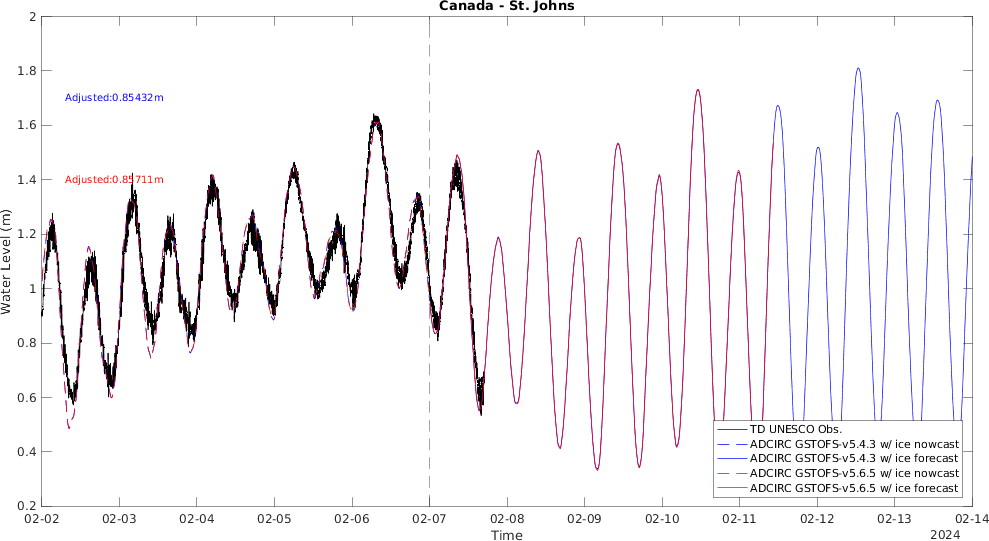 Canada - St. Johns
2
1.8
1.6
1.4
1.2
1
0.8
0.6
0.4
0.2
Water Level (m)
Adjusted:0.85432m
Adjusted:0.85711m
TD UNESCO Obs.
ADCIRC GSTOFS-v5.4.3 w/ ice nowcast
ADCIRC GSTOFS-v5.4.3 w/ ice forecast
ADCIRC GSTOFS-v5.6.5 w/ ice nowcast
ADCIRC GSTOFS-v5.6.5 w/ ice forecast
02-02 02-03 02-04 02-05 02-06 02-07 02-08 02-09 02-10 02-11 02-12 02-13 02-14
Time
2024